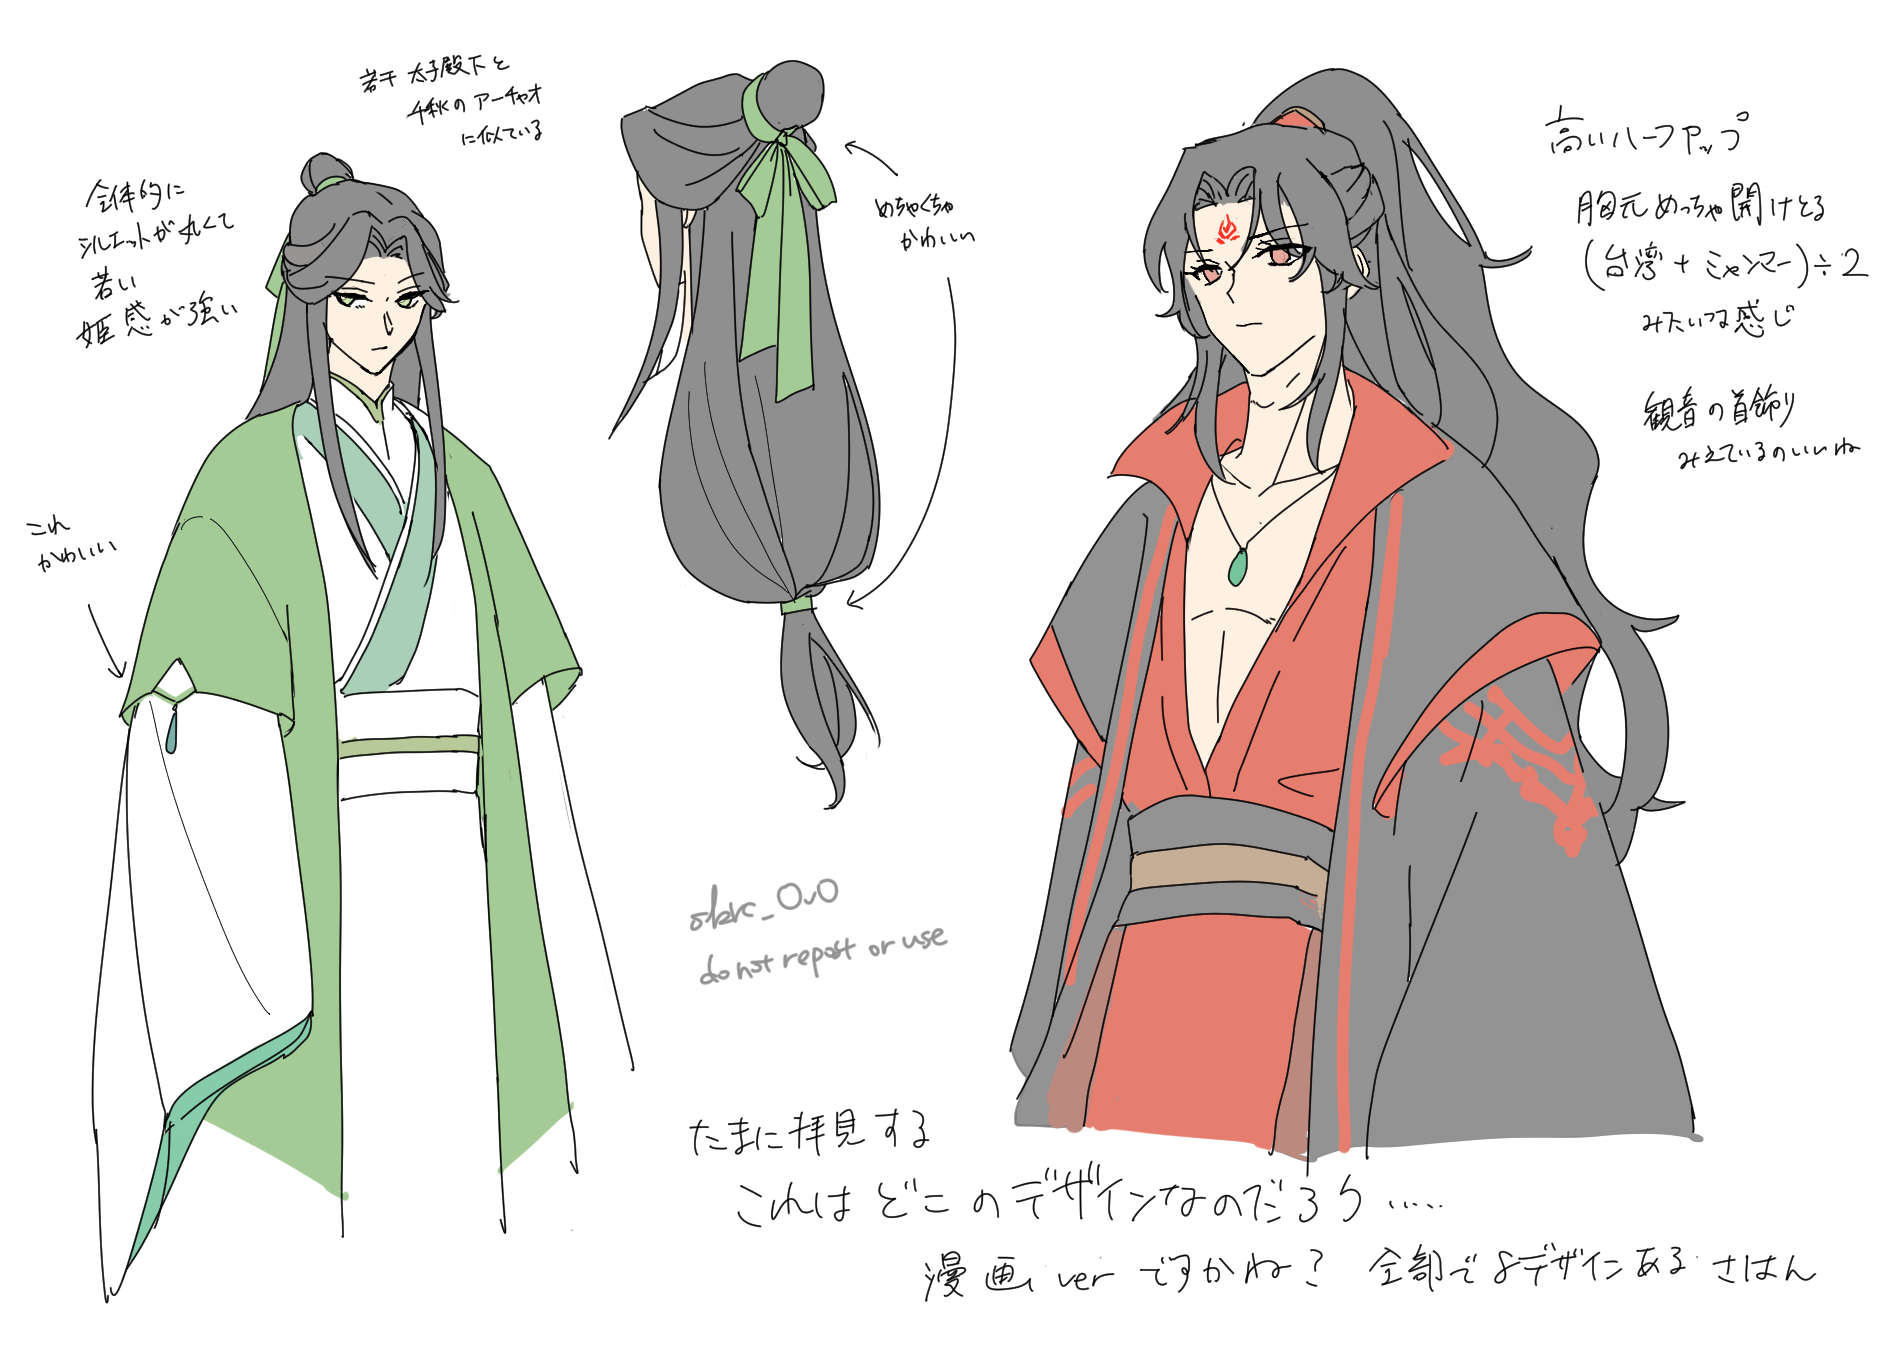 若干 太子殿下と
千秋の アーチャオ
に似ている
全体的に
シルエットが丸くて
若い
姫感が強い
これ
かわいい
めちゃくちゃ
かわいい
高いハーフアップ
胸元めっちゃ開けとる
(台湾 + ミャンマー)÷2
みたいな感じ
観音の首飾り
みえているのいいね
do not repost or use
たまに拝見する
これは どこのデザインなのだろう……
漫画 ver ですかね? 全部で8デザインある さはん